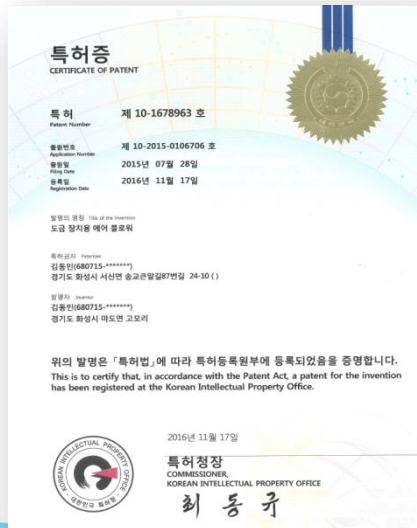 특허증
CERTIFICATE OF PATENT
특 허 제 10-1678963 호
Patent Number
출원번호 제 10-2015-0106706 호
Application Number
출원일 2015년 07월 28일
Filing Date
등록일 2016년 11월 17일
Registration Date
발명의 명칭 Title of the Invention
도금 장치용 에어 블로워
특허권자 Patentee
김동민(680715-*******)
경기도 화성시 서신면 송교큰말길87번길 24-10 ( )
발명자 Inventor
김동민(680715-*******)
경기도 화성시 마도면 고모리
위의 발명은 「특허법」에 따라 특허등록원부에 등록되었음을 증명합니다.
This is to certify that, in accordance with the Patent Act, a patent for the invention
has been registered at the Korean Intellectual Property Office.
2016년 11월 17일
특허청장
COMMISSIONER,
KOREAN INTELLECTUAL PROPERTY OFFICE
최동규
KOREAN INTELLECTUAL PROPERTY OFFICE
대한민국 특허청